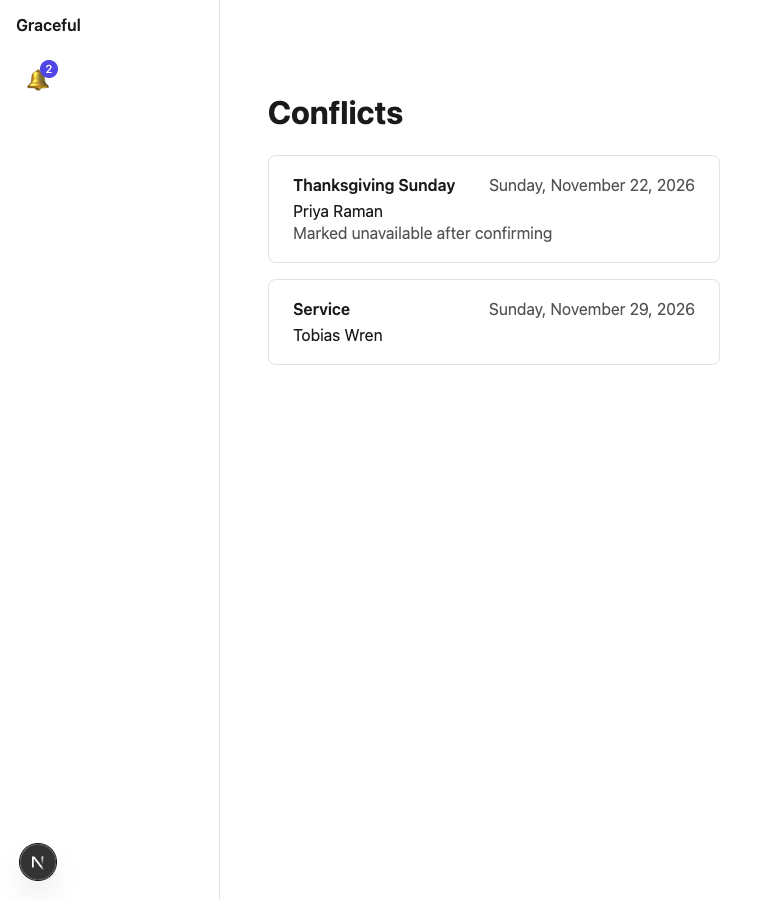 Graceful
2
Conflicts
Thanksgiving Sunday Sunday, November 22, 2026
Priya Raman
Marked unavailable after confirming
Service Sunday, November 29, 2026
Tobias Wren
N